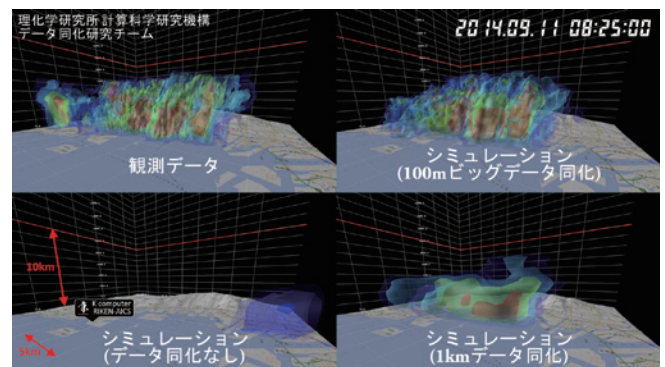 理化学研究所 計算科学研究機構
データ同化研究チーム
2014.09.11 08:25:00
観測データ
シミュレーション
(100mビッグデータ同化)
10km
K computer
RIKEN-AICS
5km
シミュレーション
(データ同化なし)
シミュレーション
(1kmデータ同化)